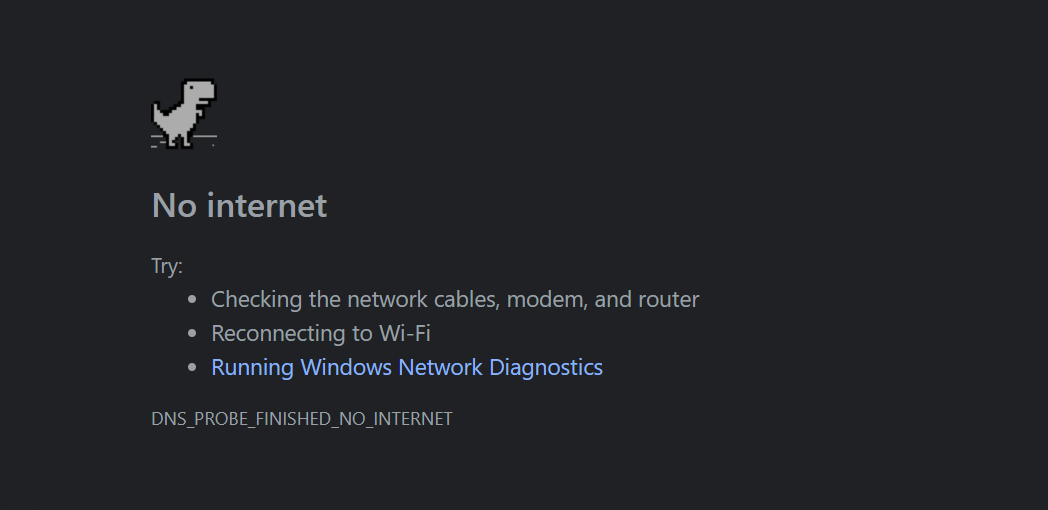 No internet
Try:
• Checking the network cables, modem, and router
• Reconnecting to Wi-Fi
• Running Windows Network Diagnostics
DNS_PROBE_FINISHED_NO_INTERNET